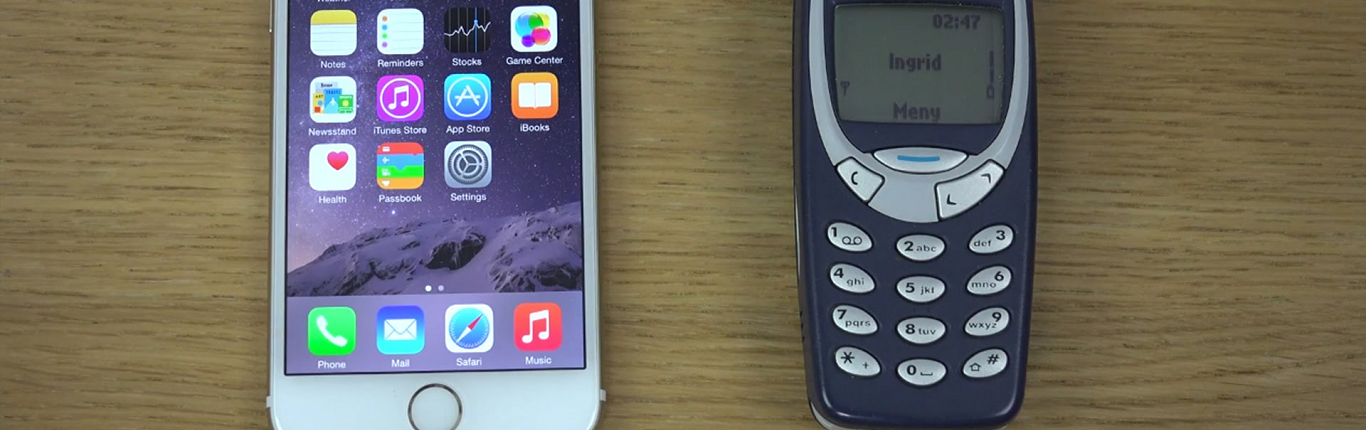 Notes Reminders Stocks Game Center
Newsstand iTunes Store App Store iBooks
Health Passbook Settings
Phone Mail Safari Music
02:47
Ingrid
Meny
1 2 abc def 3
4 ghi 5 jkl mno 6
7 pqrs 8 tuv wxyz 9
* + 0 #